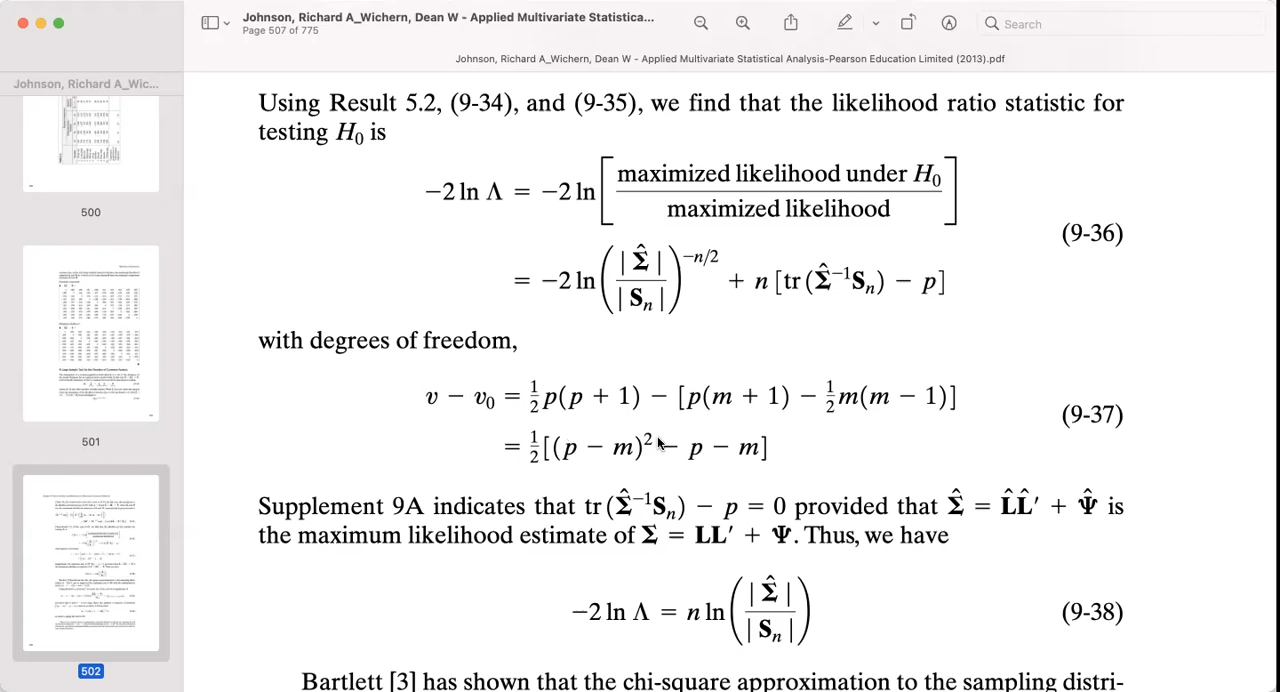 Johnson, Richard A_Wichern, Dean W - Applied Multivariate Statistica...
Page 507 of 775
Search
Johnson, Richard A_Wichern, Dean W - Applied Multivariate Statistical Analysis-Pearson Education Limited (2013).pdf
Johnson, Richard A_Wic...
500
501
502
Using Result 5.2, (9-34), and (9-35), we find that the likelihood ratio statistic for
testing H₀ is
−2 ln Λ = −2 ln [ maximized likelihood under H₀ / maximized likelihood ]
(9-36)
= −2 ln ( | Σ̂ | / | Sₙ | )^(−n/2) + n [tr (Σ̂⁻¹Sₙ) − p]
with degrees of freedom,
v − v₀ = ½p(p + 1) − [p(m + 1) − ½m(m − 1)]
(9-37)
= ½[(p − m)² − p − m]
Supplement 9A indicates that tr (Σ̂⁻¹Sₙ) − p = 0 provided that Σ̂ = L̂L̂′ + Ψ̂ is
the maximum likelihood estimate of Σ = LL′ + Ψ. Thus, we have
−2 ln Λ = n ln ( | Σ̂ | / | Sₙ | ) (9-38)
Bartlett [3] has shown that the chi-square approximation to the sampling distri-